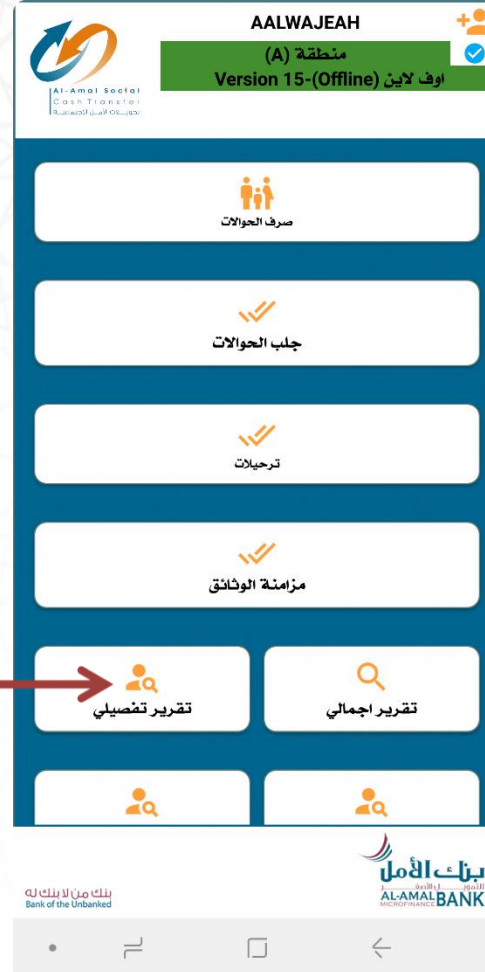 AALWAJEAH
منطقة (A)
اوف لاين (Offline)-Version 15
Al-Amal Social
Cash Transfer
صرف الحوالات
جلب الحوالات
ترحيلات
مزامنة الوثائق
تقرير اجمالي
تقرير تفصيلي
بنك الأمل
AL-AMAL BANK
MICROFINANCE
بنك من لا بنك له
Bank of the Unbanked